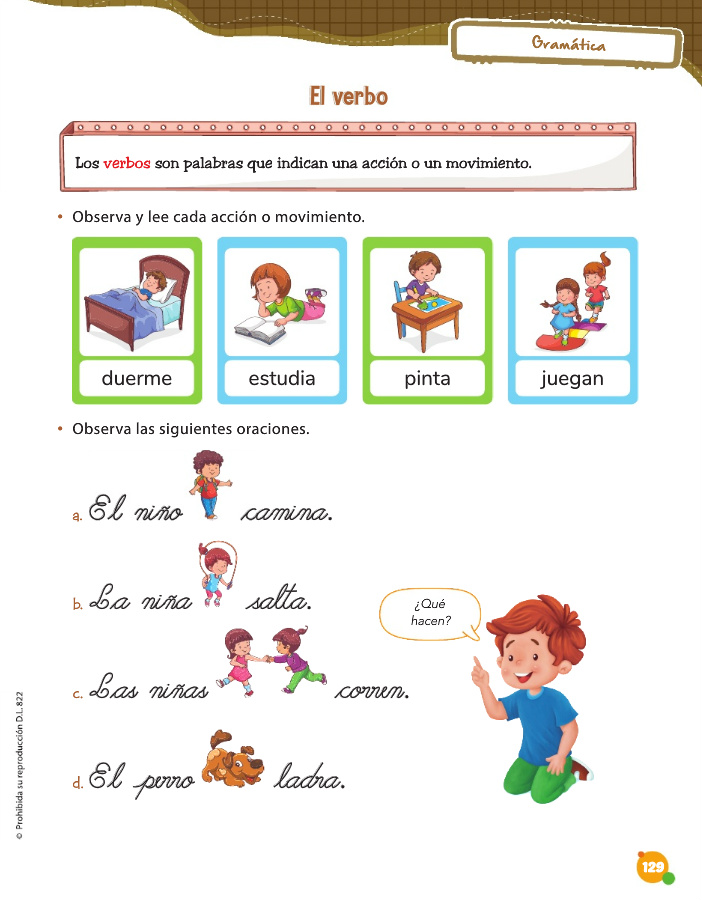 Gramática
El verbo
Los verbos son palabras que indican una acción o un movimiento.
• Observa y lee cada acción o movimiento.
duerme estudia pinta juegan
• Observa las siguientes oraciones.
a. El niño camina.
b. La niña salta.
¿Qué
hacen?
c. Las niñas corren.
d. El perro ladra.
© Prohibida su reproducción D.L. 822
129